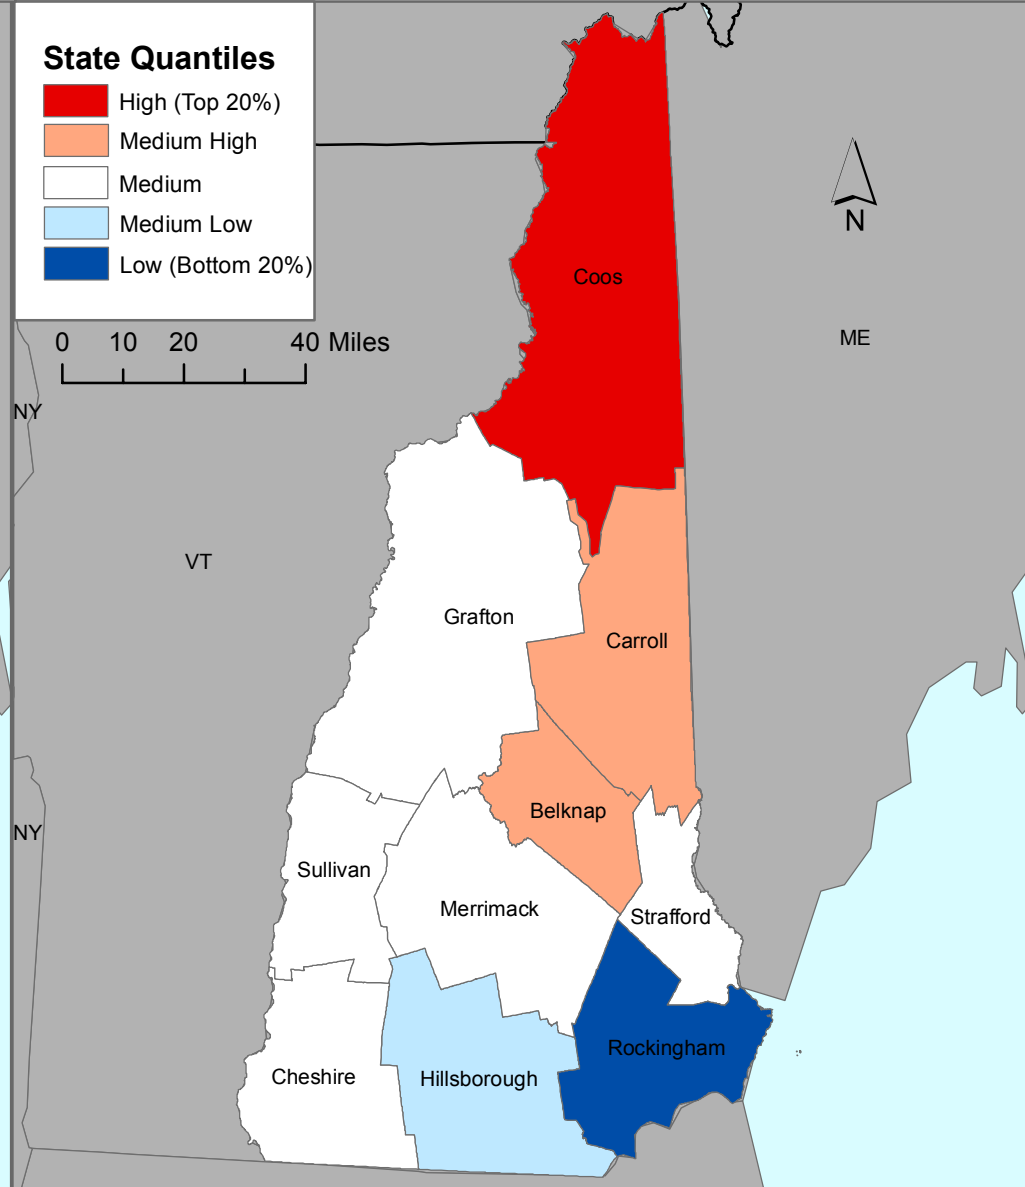 State Quantiles
High (Top 20%)
Medium High
Medium
Medium Low
Low (Bottom 20%)
N
Coos
0 10 20 40 Miles
ME
NY
VT
Grafton
Carroll
Belknap
NY
Sullivan
Merrimack
Strafford
Rockingham
Cheshire
Hillsborough